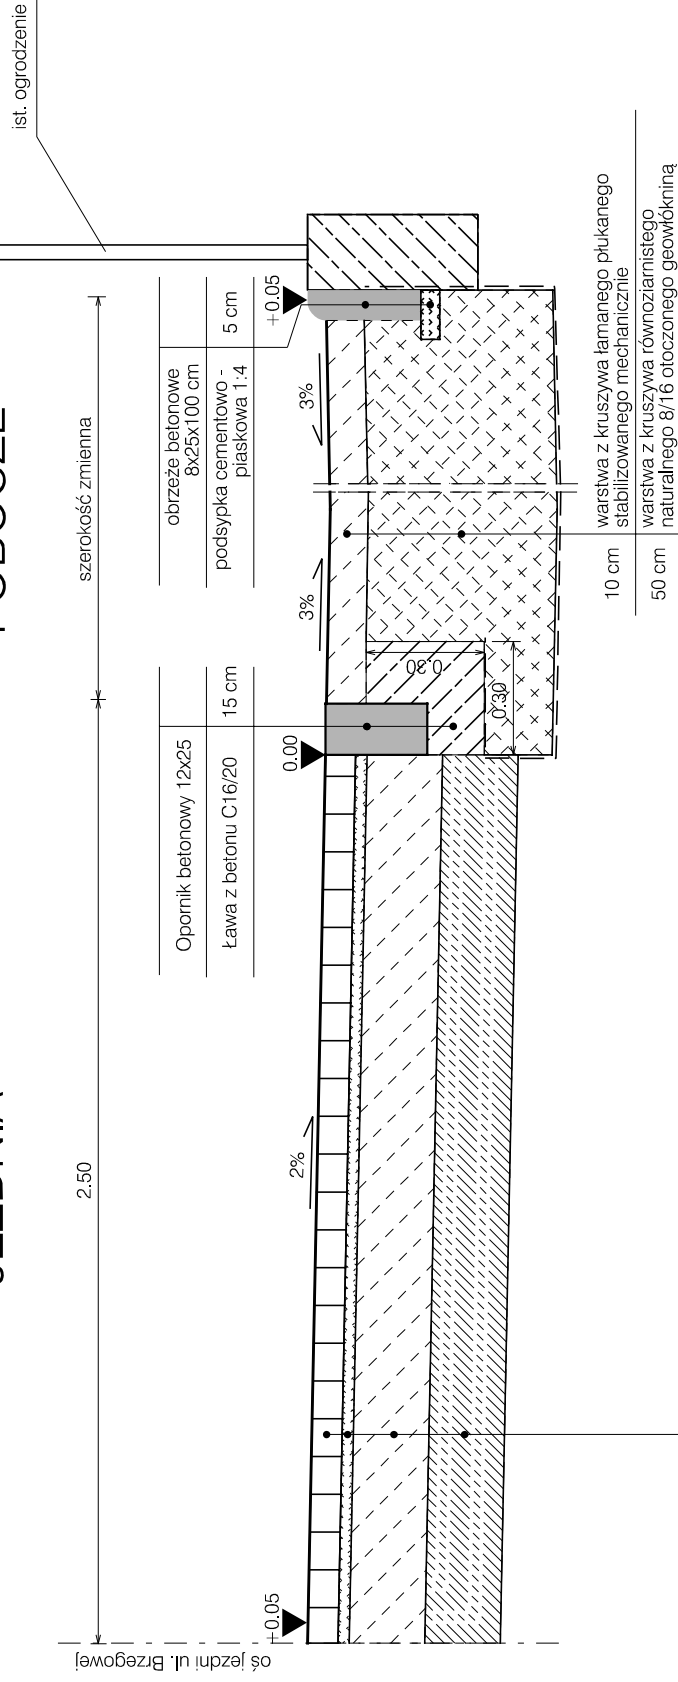 ist. ogrodzenie
szerokość zmienna
2.50
obrzeże betonowe
8x25x100 cm
podsypka cementowo -
piaskowa 1:4
5 cm
Opornik betonowy 12x25
Ława z betonu C16/20
15 cm
+0.05
0.00
+0.05
3%
3%
2%
0.30
0.30
oś jezdni ul. Brzegowej
10 cm
warstwa z kruszywa łamanego płukanego
stabilizowanego mechanicznie
50 cm
warstwa z kruszywa równoziarnistego
naturalnego 8/16 otoczonego geowłókniną